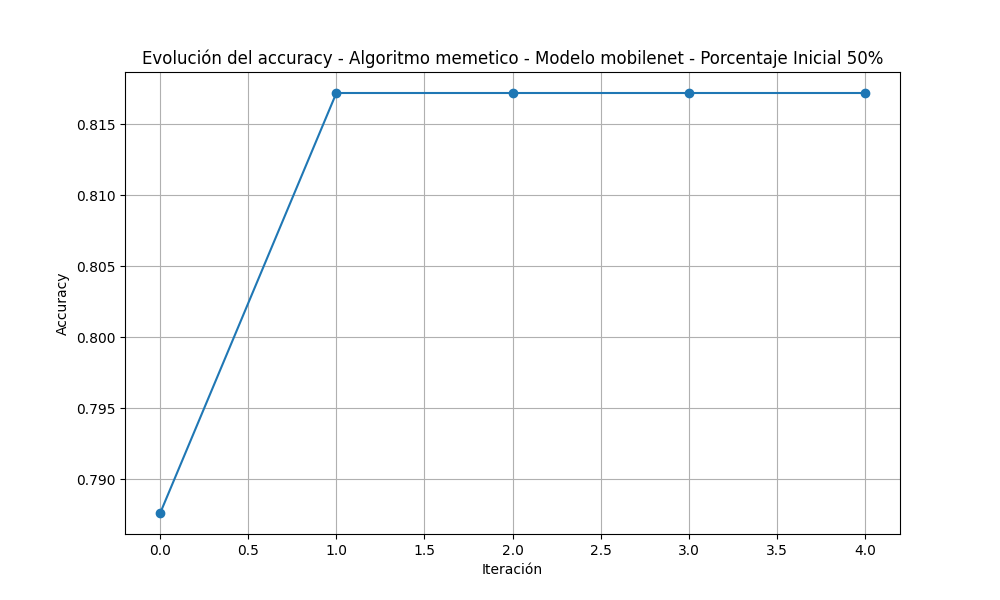 Evolución del accuracy - Algoritmo memetico - Modelo mobilenet - Porcentaje Inicial 50%
0.815
0.810
0.805
0.800
0.795
0.790
Accuracy
0.0 0.5 1.0 1.5 2.0 2.5 3.0 3.5 4.0
Iteración